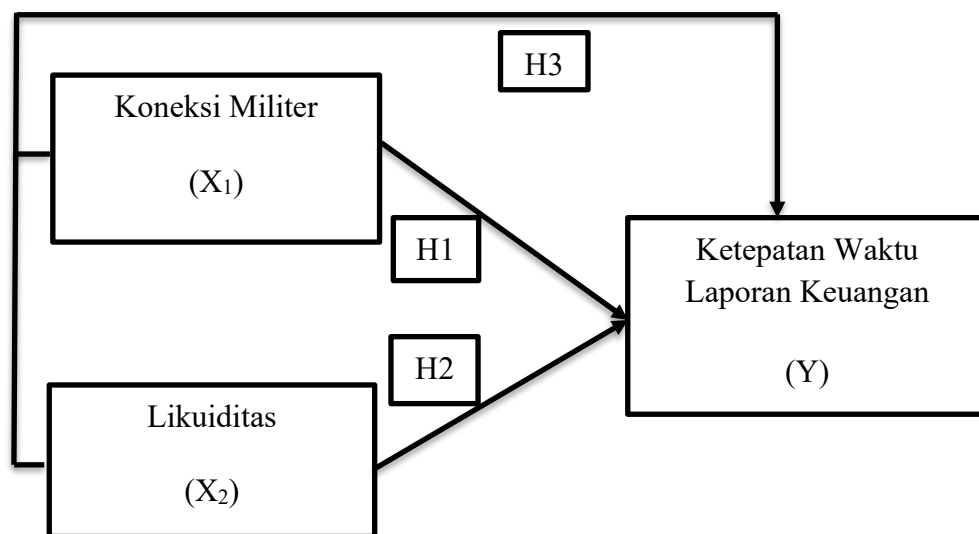 H3
Koneksi Militer
(X₁)
H1
Ketepatan Waktu
Laporan Keuangan
(Y)
H2
Likuiditas
(X₂)